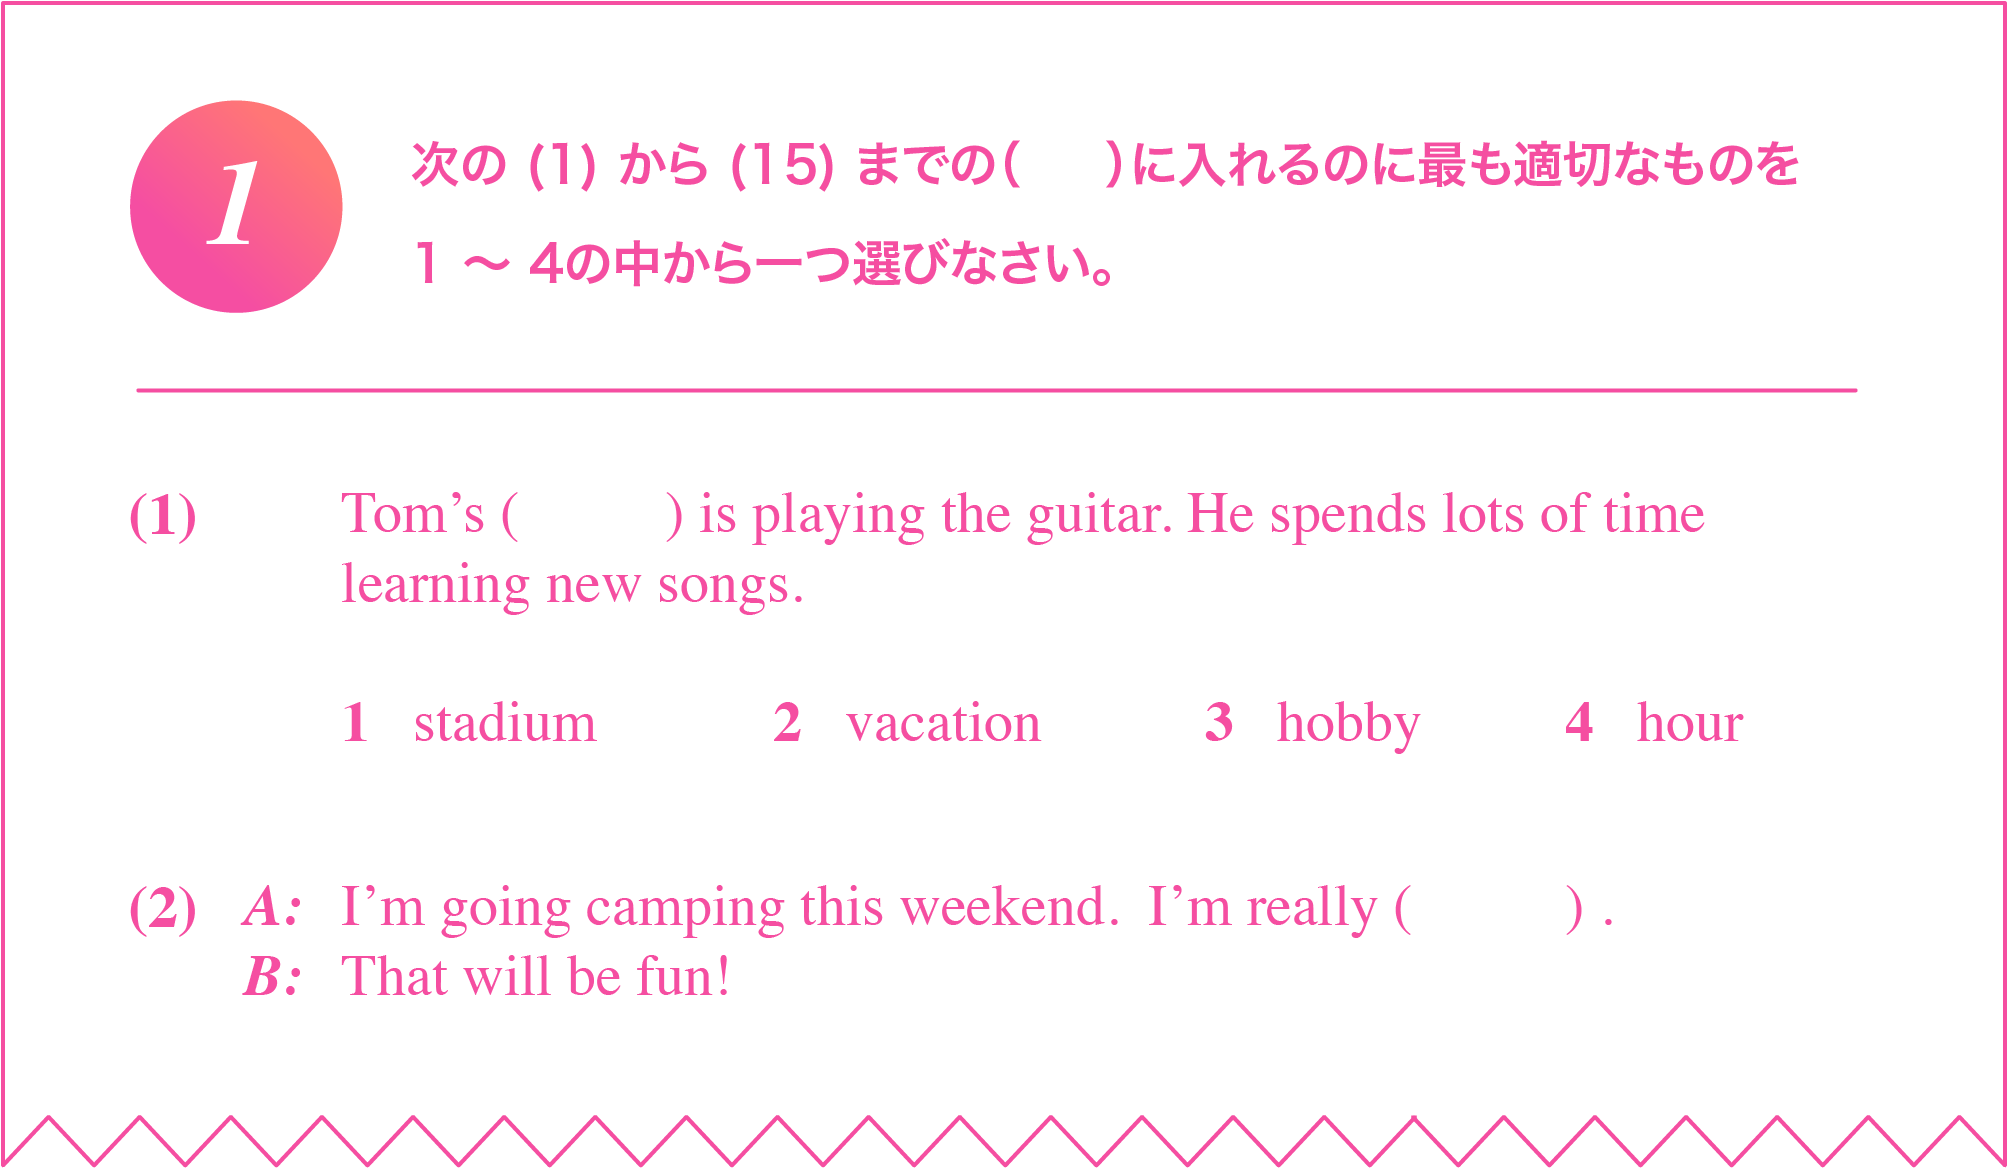 1
次の (1) から (15) までの(　　)に入れるのに最も適切なものを
1 〜 4の中から一つ選びなさい。
(1) Tom’s (　　　) is playing the guitar. He spends lots of time
learning new songs.
1 stadium 2 vacation 3 hobby 4 hour
(2) A: I’m going camping this weekend. I’m really (　　　) .
B: That will be fun!